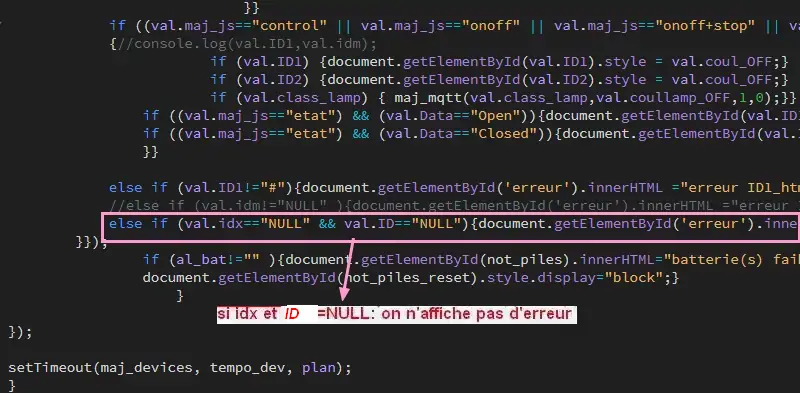 }}
if ((val.maj_js=="control" || val.maj_js=="onoff" || val.maj_js=="onoff+stop" || va
{//console.log(val.ID1,val.idm);
if (val.ID1) {document.getElementById(val.ID1).style = val.coul_OFF;}
if (val.ID2) {document.getElementById(val.ID2).style = val.coul_OFF;}
if (val.class_lamp) { maj_mqtt(val.class_lamp,val.coullamp_OFF,1,0);}}
if ((val.maj_js=="etat") && (val.Data=="Open")){document.getElementById(val.ID
if ((val.maj_js=="etat") && (val.Data=="Closed")){document.getElementById(val.I
}}
else if (val.ID1!="#"){document.getElementById('erreur').innerHTML ="erreur ID1_ht
//else if (val.idm!="NULL" ){document.getElementById('erreur').innerHTML ="erreur I
else if (val.idx=="NULL" && val.ID=="NULL"){document.getElementById('erreur').inne
}});
if (al_bat!="" ){document.getElementById(not_piles).innerHTML="batterie(s) faib
document.getElementById(not_piles_reset).style.display="block";}
}
si idx et ID =NULL: on n'affiche pas d'erreur
});
setTimeout(maj_devices, tempo_dev, plan);
}